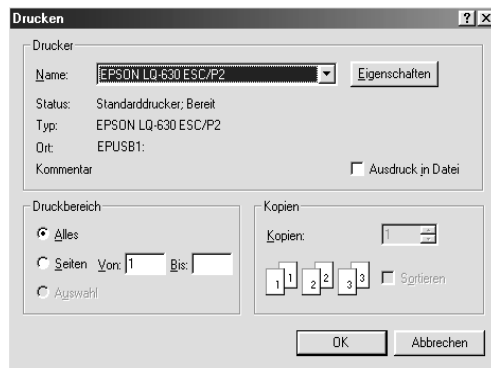 Drucken
Drucker
Name: EPSON LQ-630 ESC/P2 Eigenschaften
Status: Standarddrucker; Bereit
Typ: EPSON LQ-630 ESC/P2
Ort: EPUSB1:
Kommentar Ausdruck in Datei
Druckbereich
Alles
Seiten Von: 1 Bis:
Auswahl
Kopien
Kopien: 1
1 1 2 2 3 3 Sortieren
OK Abbrechen